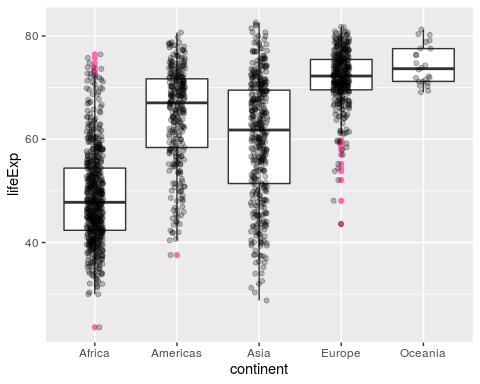 80
60
40
lifeExp
Africa Americas Asia Europe Oceania
continent